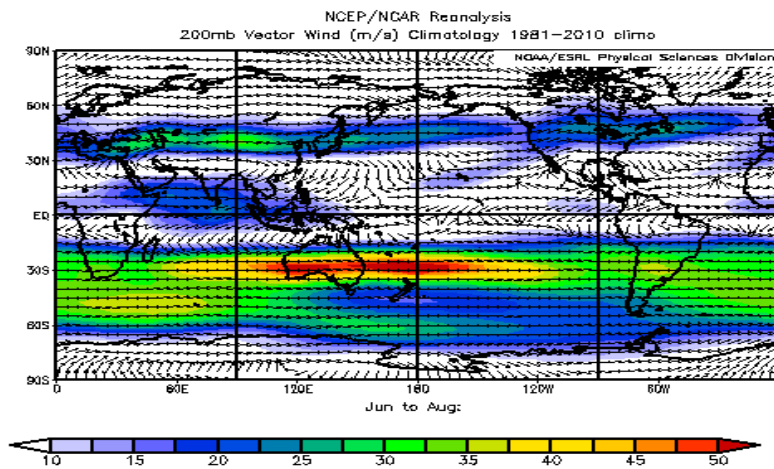 NCEP/NCAR Reanalysis
200mb Vector Wind (m/s) Climatology 1981-2010 climo
NOAA/ESRL Physical Sciences Division
90N
60N
30N
EQ
30S
60S
90S
0 60E 120E 180 120W 60W
Jun to Aug:
10 15 20 25 30 35 40 45 50